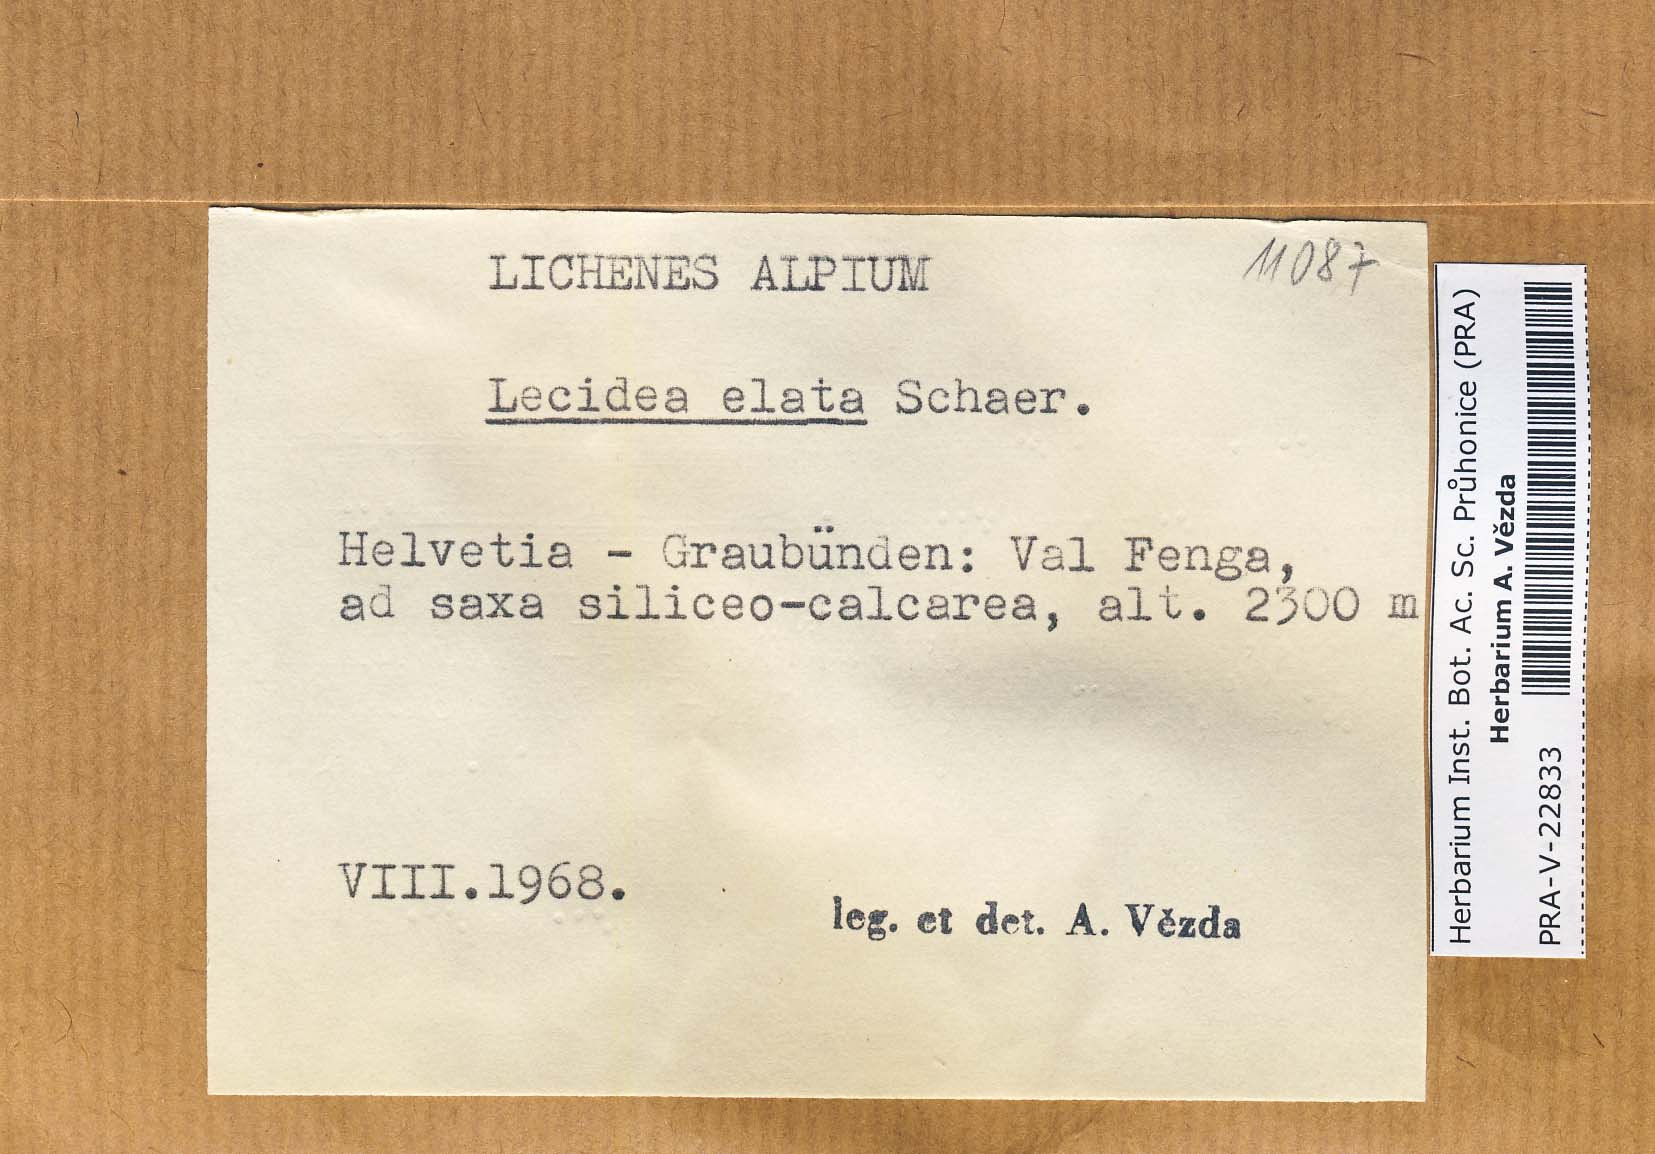 LICHENES ALPIUM
11087
Lecidea elata Schaer.
Helvetia - Graubünden: Val Fenga,
ad saxa siliceo-calcarea, alt. 2300 m
VIII.1968.
leg. et det. A. Vězda
Herbarium Inst. Bot. Ac. Sc. Průhonice (PRA)
Herbarium A. Vězda
PRA-V-22833